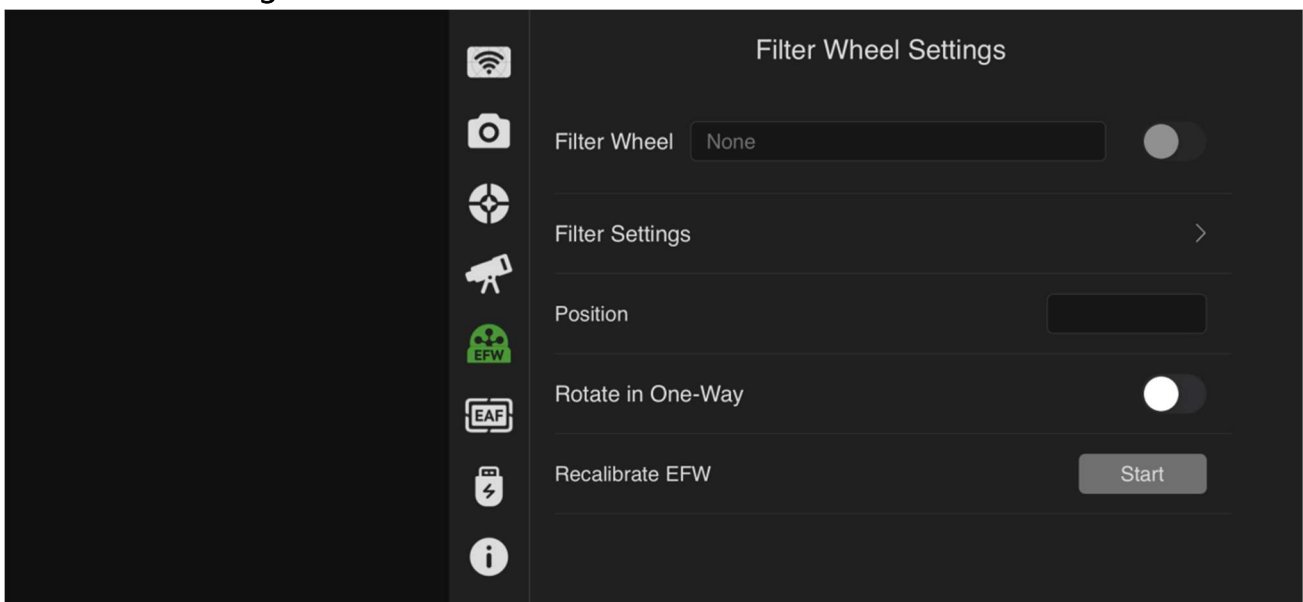 Filter Wheel Settings
Filter Wheel None
Filter Settings
Position
EFW
Rotate in One-Way
EAF
Recalibrate EFW Start